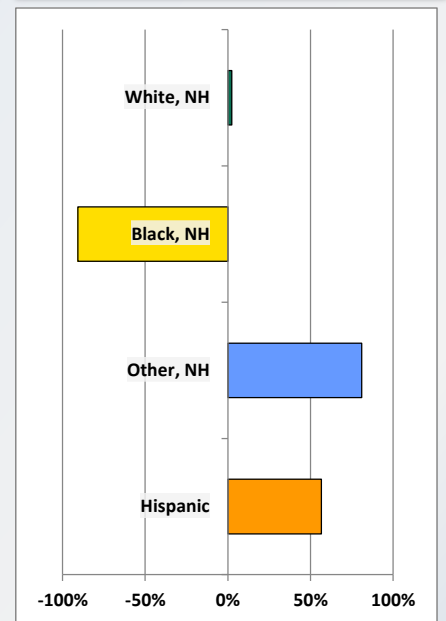 White, NH
Black, NH
Other, NH
Hispanic
-100% -50% 0% 50% 100%